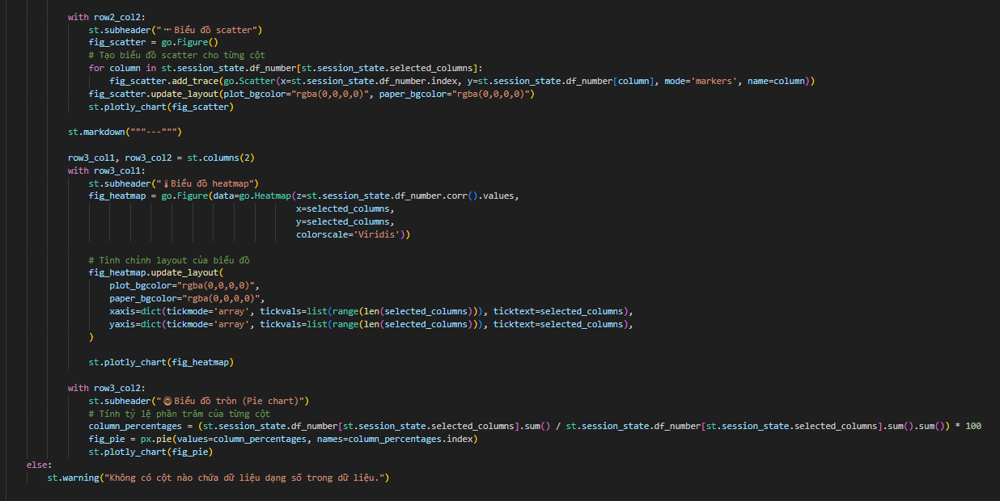 with row2_col2:
    st.subheader("Biểu đồ scatter")
    fig_scatter = go.Figure()
    # Tạo biểu đồ scatter cho từng cột
    for column in st.session_state.df_number[st.session_state.selected_columns]:
        fig_scatter.add_trace(go.Scatter(x=st.session_state.df_number.index, y=st.session_state.df_number[column], mode='markers', name=column))
    fig_scatter.update_layout(plot_bgcolor="rgba(0,0,0,0)", paper_bgcolor="rgba(0,0,0,0)")
    st.plotly_chart(fig_scatter)
st.markdown("""---""")
row3_col1, row3_col2 = st.columns(2)
with row3_col1:
    st.subheader("🌡Biểu đồ heatmap")
    fig_heatmap = go.Figure(data=go.Heatmap(z=st.session_state.df_number.corr().values,
                                        x=selected_columns,
                                        y=selected_columns,
                                        colorscale='Viridis'))
    # Tinh chỉnh layout của biểu đồ
    fig_heatmap.update_layout(
        plot_bgcolor="rgba(0,0,0,0)",
        paper_bgcolor="rgba(0,0,0,0)",
        xaxis=dict(tickmode='array', tickvals=list(range(len(selected_columns))), ticktext=selected_columns),
        yaxis=dict(tickmode='array', tickvals=list(range(len(selected_columns))), ticktext=selected_columns),
    )
    st.plotly_chart(fig_heatmap)
with row3_col2:
    st.subheader("🍩Biểu đồ tròn (Pie chart)")
    # Tính tỷ lệ phần trăm của từng cột
    column_percentages = (st.session_state.df_number[st.session_state.selected_columns].sum() / st.session_state.df_number[st.session_state.selected_columns].sum().sum()) * 100
    fig_pie = px.pie(values=column_percentages, names=column_percentages.index)
    st.plotly_chart(fig_pie)
else:
    st.warning("Không có cột nào chứa dữ liệu dạng số trong dữ liệu.")